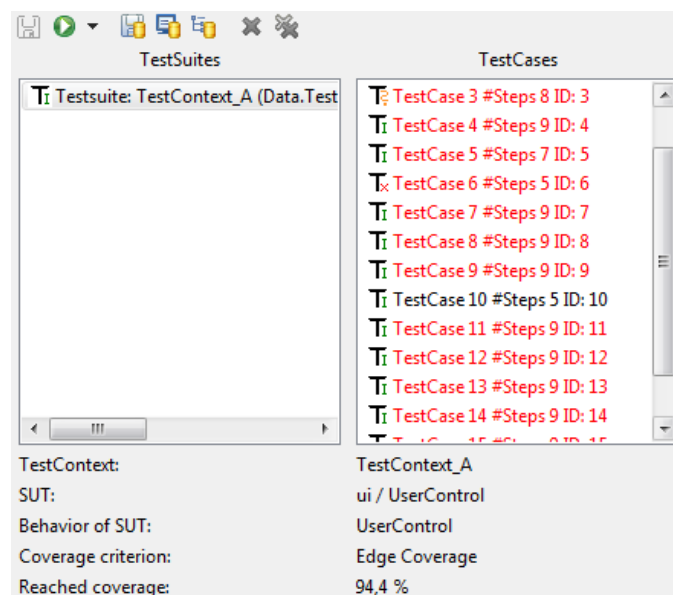 TestSuites
TestCases
Testsuite: TestContext_A (Data.Test
TestCase 3 #Steps 8 ID: 3
TestCase 4 #Steps 9 ID: 4
TestCase 5 #Steps 7 ID: 5
TestCase 6 #Steps 5 ID: 6
TestCase 7 #Steps 9 ID: 7
TestCase 8 #Steps 9 ID: 8
TestCase 9 #Steps 9 ID: 9
TestCase 10 #Steps 5 ID: 10
TestCase 11 #Steps 9 ID: 11
TestCase 12 #Steps 9 ID: 12
TestCase 13 #Steps 9 ID: 13
TestCase 14 #Steps 9 ID: 14
TestContext: TestContext_A
SUT: ui / UserControl
Behavior of SUT: UserControl
Coverage criterion: Edge Coverage
Reached coverage: 94,4 %